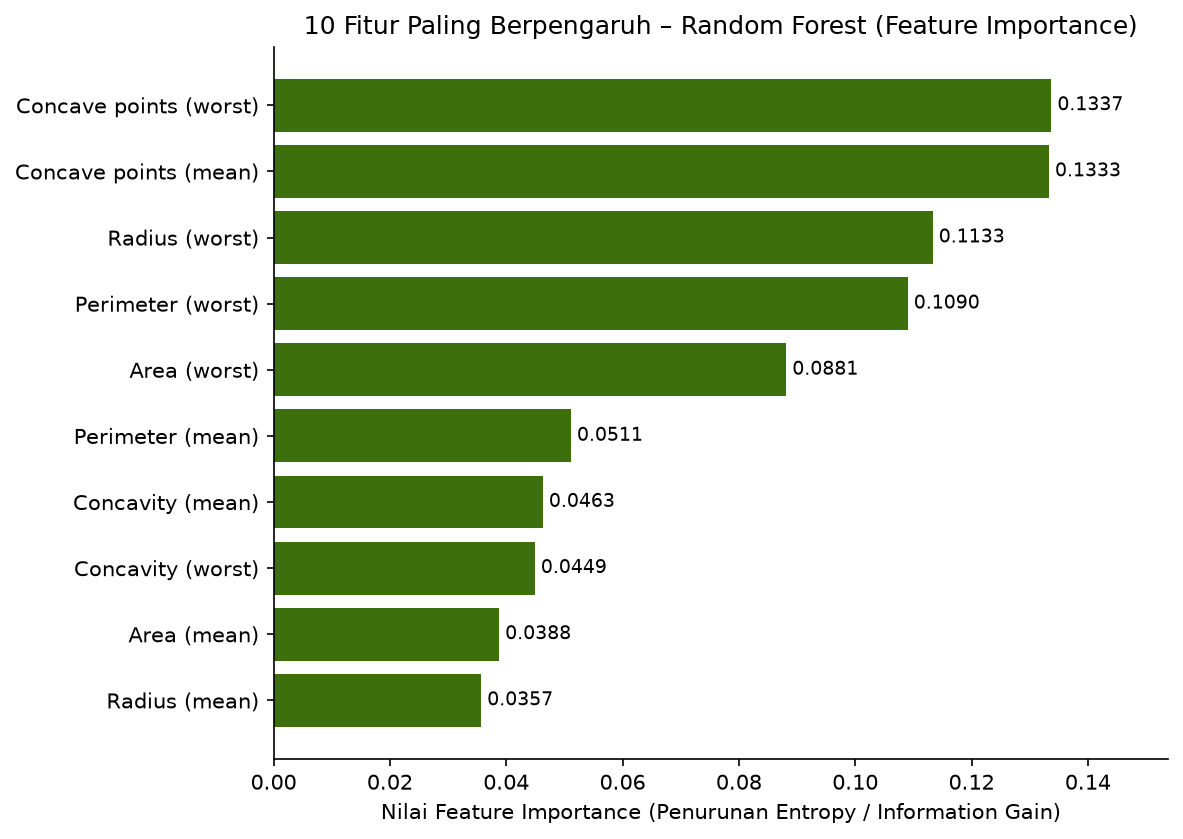 10 Fitur Paling Berpengaruh – Random Forest (Feature Importance)
Concave points (worst) 0.1337
Concave points (mean) 0.1333
Radius (worst) 0.1133
Perimeter (worst) 0.1090
Area (worst) 0.0881
Perimeter (mean) 0.0511
Concavity (mean) 0.0463
Concavity (worst) 0.0449
Area (mean) 0.0388
Radius (mean) 0.0357
0.00 0.02 0.04 0.06 0.08 0.10 0.12 0.14
Nilai Feature Importance (Penurunan Entropy / Information Gain)